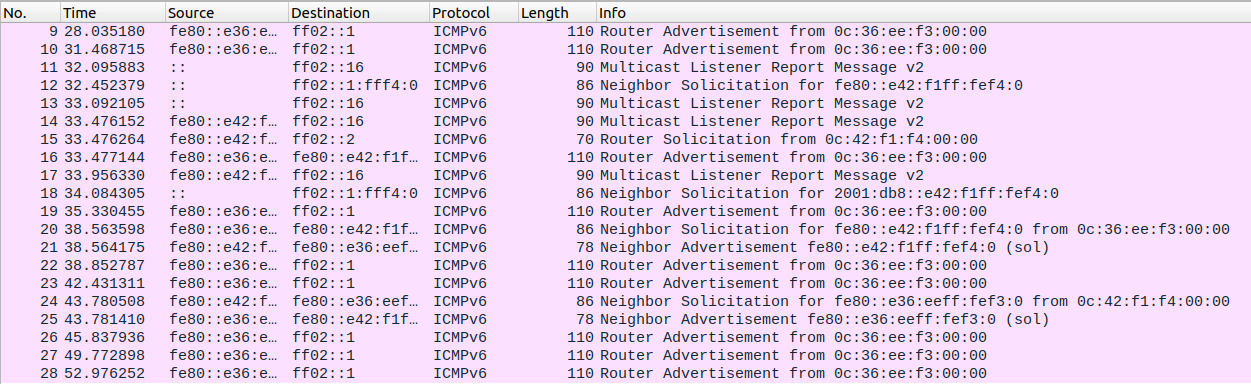 No. Time Source Destination Protocol Length Info
9 28.035180 fe80::e36:e… ff02::1 ICMPv6 110 Router Advertisement from 0c:36:ee:f3:00:00
10 31.468715 fe80::e36:e… ff02::1 ICMPv6 110 Router Advertisement from 0c:36:ee:f3:00:00
11 32.095883 :: ff02::16 ICMPv6 90 Multicast Listener Report Message v2
12 32.452379 :: ff02::1:fff4:0 ICMPv6 86 Neighbor Solicitation for fe80::e42:f1ff:fef4:0
13 33.092105 :: ff02::16 ICMPv6 90 Multicast Listener Report Message v2
14 33.476152 fe80::e42:f… ff02::16 ICMPv6 90 Multicast Listener Report Message v2
15 33.476264 fe80::e42:f… ff02::2 ICMPv6 70 Router Solicitation from 0c:42:f1:f4:00:00
16 33.477144 fe80::e36:e… fe80::e42:f1f… ICMPv6 110 Router Advertisement from 0c:36:ee:f3:00:00
17 33.956330 fe80::e42:f… ff02::16 ICMPv6 90 Multicast Listener Report Message v2
18 34.084305 :: ff02::1:fff4:0 ICMPv6 86 Neighbor Solicitation for 2001:db8::e42:f1ff:fef4:0
19 35.330455 fe80::e36:e… ff02::1 ICMPv6 110 Router Advertisement from 0c:36:ee:f3:00:00
20 38.563598 fe80::e36:e… fe80::e42:f1f… ICMPv6 86 Neighbor Solicitation for fe80::e42:f1ff:fef4:0 from 0c:36:ee:f3:00:00
21 38.564175 fe80::e42:f… fe80::e36:eef… ICMPv6 78 Neighbor Advertisement fe80::e42:f1ff:fef4:0 (sol)
22 38.852787 fe80::e36:e… ff02::1 ICMPv6 110 Router Advertisement from 0c:36:ee:f3:00:00
23 42.431311 fe80::e36:e… ff02::1 ICMPv6 110 Router Advertisement from 0c:36:ee:f3:00:00
24 43.780508 fe80::e42:f… fe80::e36:eef… ICMPv6 86 Neighbor Solicitation for fe80::e36:eeff:fef3:0 from 0c:42:f1:f4:00:00
25 43.781410 fe80::e36:e… fe80::e42:f1f… ICMPv6 78 Neighbor Advertisement fe80::e36:eeff:fef3:0 (sol)
26 45.837936 fe80::e36:e… ff02::1 ICMPv6 110 Router Advertisement from 0c:36:ee:f3:00:00
27 49.772898 fe80::e36:e… ff02::1 ICMPv6 110 Router Advertisement from 0c:36:ee:f3:00:00
28 52.976252 fe80::e36:e… ff02::1 ICMPv6 110 Router Advertisement from 0c:36:ee:f3:00:00